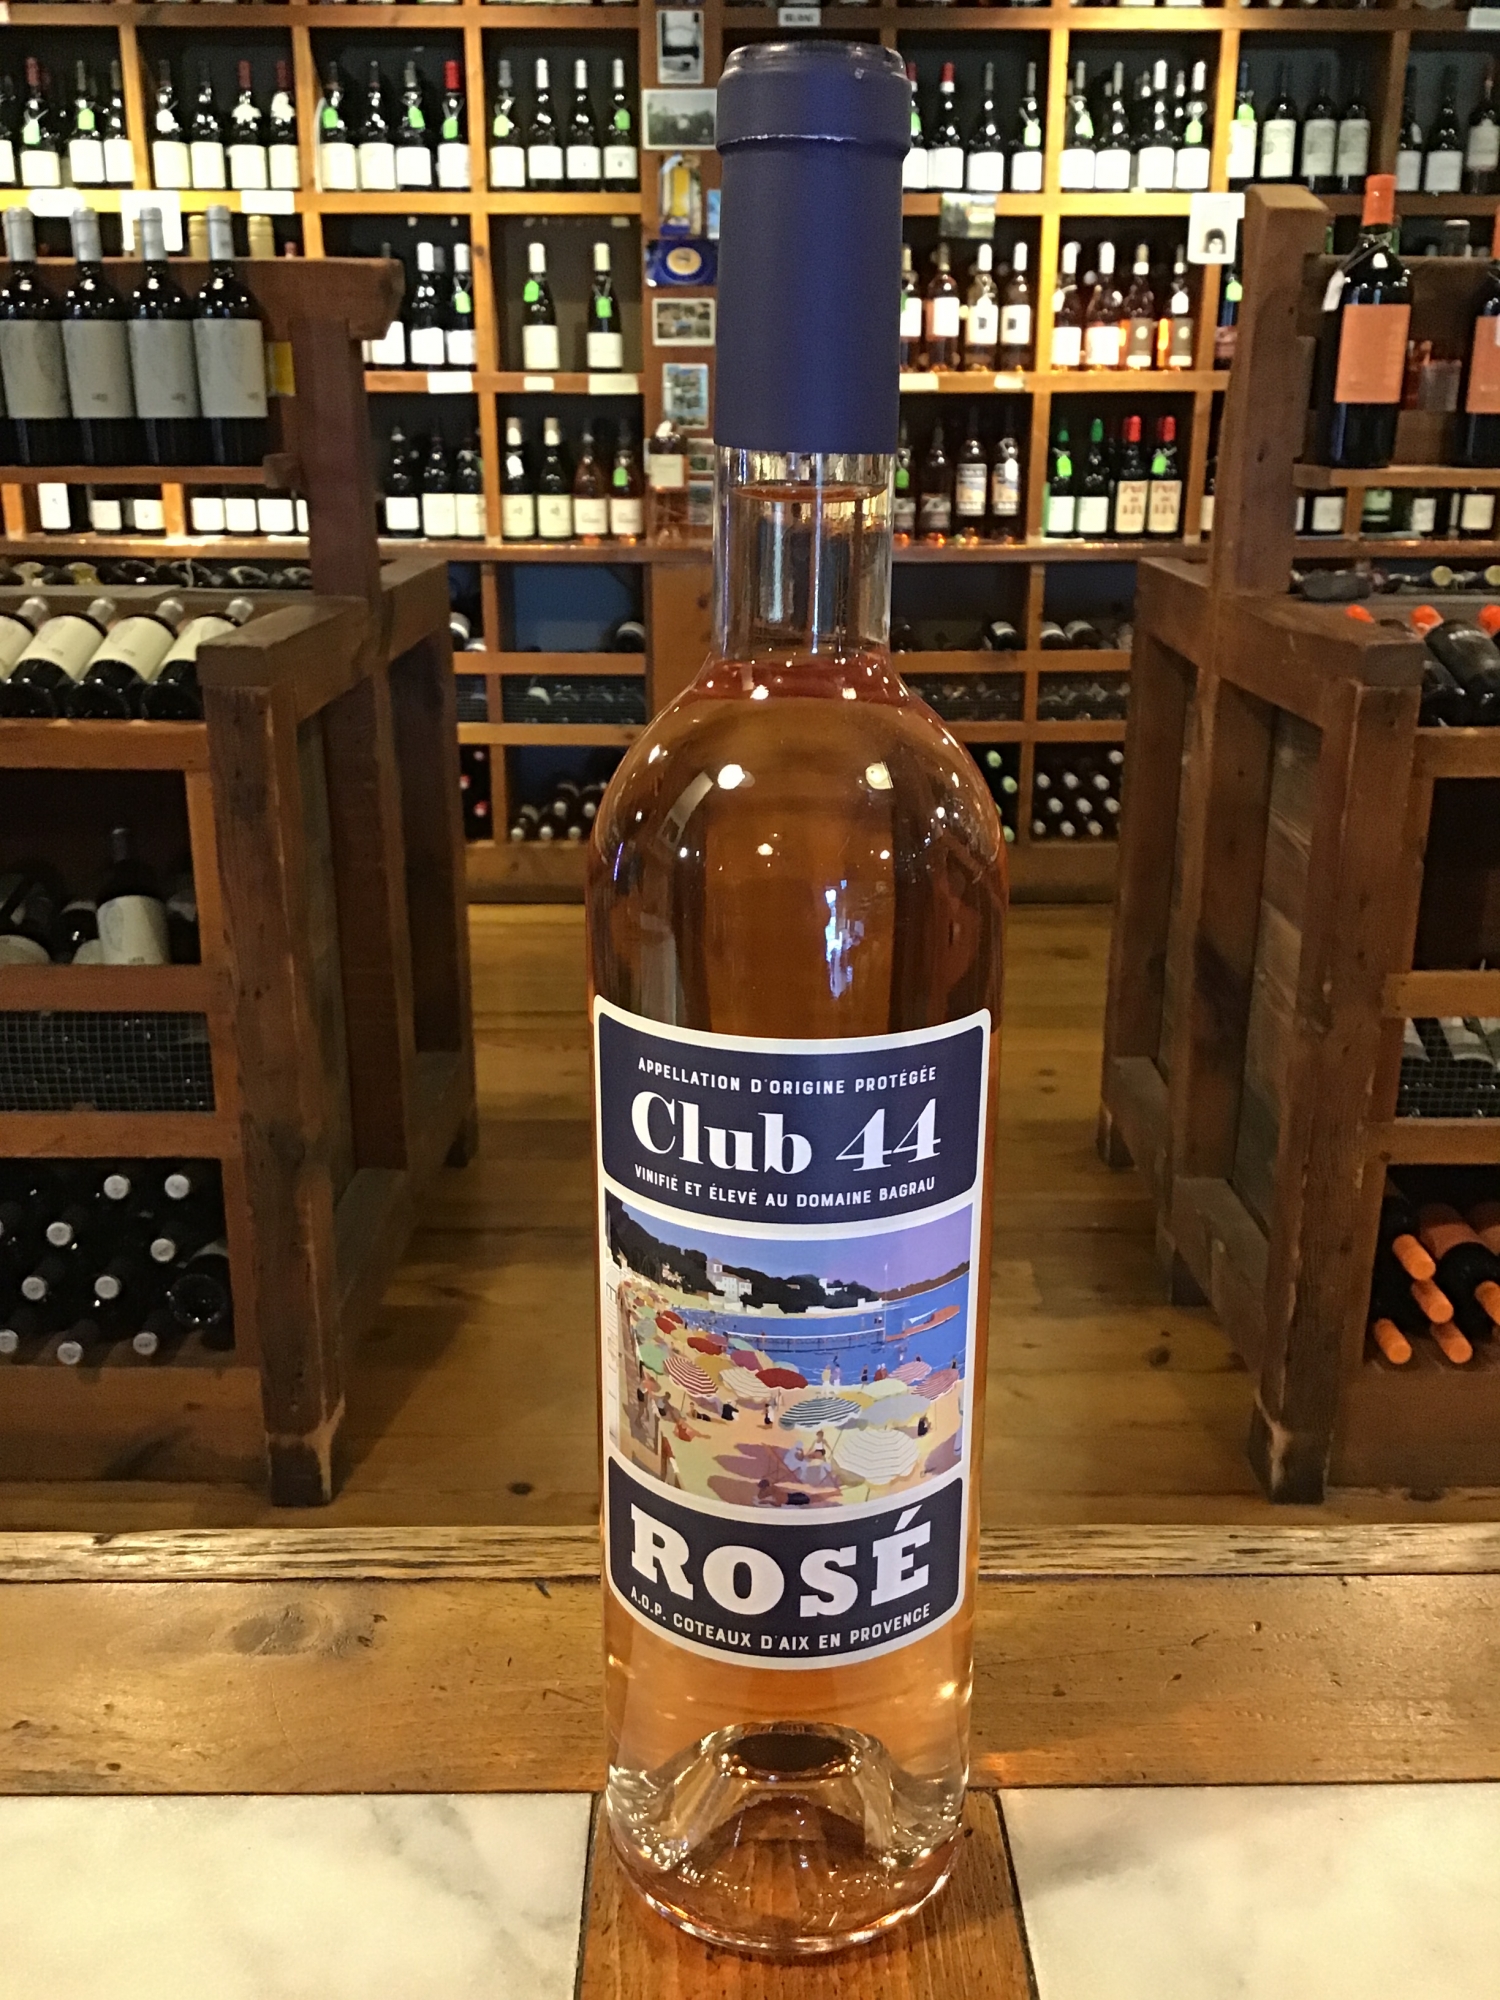 APPELLATION D'ORIGINE PROTÉGÉE
Club 44
VINIFIÉ ET ÉLEVÉ AU DOMAINE BAGRAU
ROSÉ
A.O.P. COTEAUX D'AIX EN PROVENCE